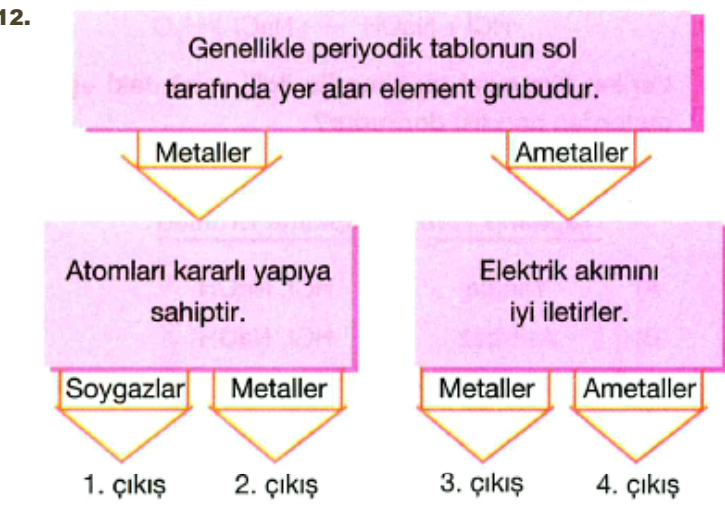 12.
Genellikle periyodik tablonun sol
tarafında yer alan element grubudur.
Metaller
Ametaller
Atomları kararlı yapıya
sahiptir.
Elektrik akımını
iyi iletirler.
Soygazlar
Metaller
Metaller
Ametaller
1. çıkış
2. çıkış
3. çıkış
4. çıkış